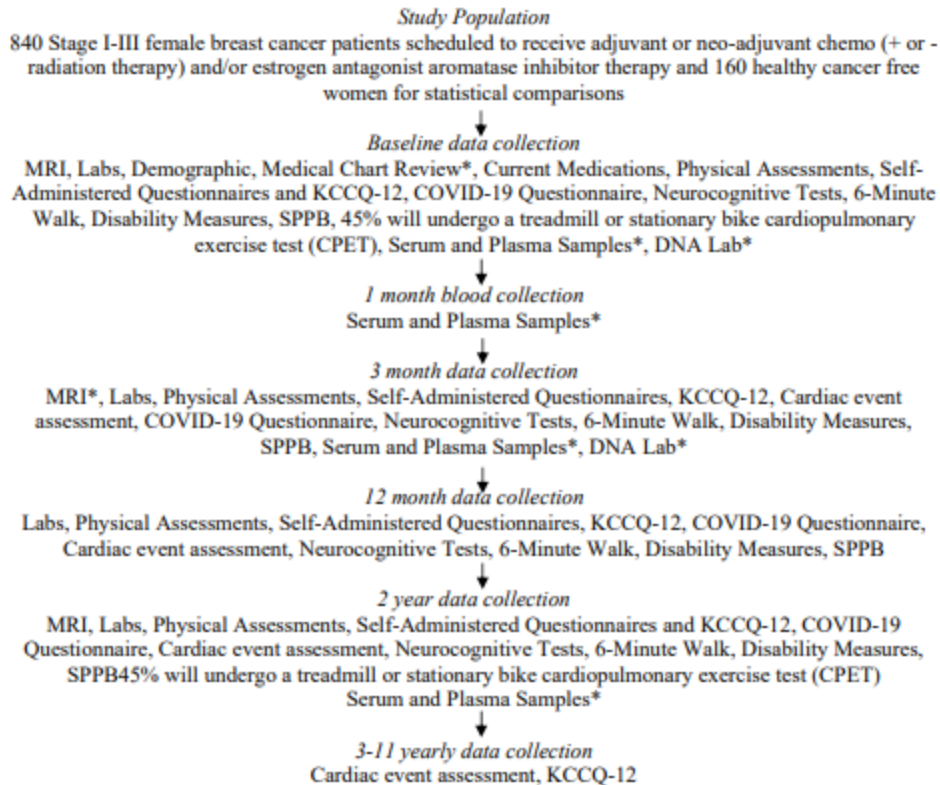 Study Population
840 Stage I-III female breast cancer patients scheduled to receive adjuvant or neo-adjuvant chemo (+ or -
radiation therapy) and/or estrogen antagonist aromatase inhibitor therapy and 160 healthy cancer free
women for statistical comparisons
Baseline data collection
MRI, Labs, Demographic, Medical Chart Review*, Current Medications, Physical Assessments, Self-
Administered Questionnaires and KCCQ-12, COVID-19 Questionnaire, Neurocognitive Tests, 6-Minute
Walk, Disability Measures, SPPB, 45% will undergo a treadmill or stationary bike cardiopulmonary
exercise test (CPET), Serum and Plasma Samples*, DNA Lab*
1 month blood collection
Serum and Plasma Samples*
3 month data collection
MRI*, Labs, Physical Assessments, Self-Administered Questionnaires, KCCQ-12, Cardiac event
assessment, COVID-19 Questionnaire, Neurocognitive Tests, 6-Minute Walk, Disability Measures,
SPPB, Serum and Plasma Samples*, DNA Lab*
12 month data collection
Labs, Physical Assessments, Self-Administered Questionnaires, KCCQ-12, COVID-19 Questionnaire,
Cardiac event assessment, Neurocognitive Tests, 6-Minute Walk, Disability Measures, SPPB
2 year data collection
MRI, Labs, Physical Assessments, Self-Administered Questionnaires and KCCQ-12, COVID-19
Questionnaire, Cardiac event assessment, Neurocognitive Tests, 6-Minute Walk, Disability Measures,
SPPB45% will undergo a treadmill or stationary bike cardiopulmonary exercise test (CPET)
Serum and Plasma Samples*
3-11 yearly data collection
Cardiac event assessment, KCCQ-12